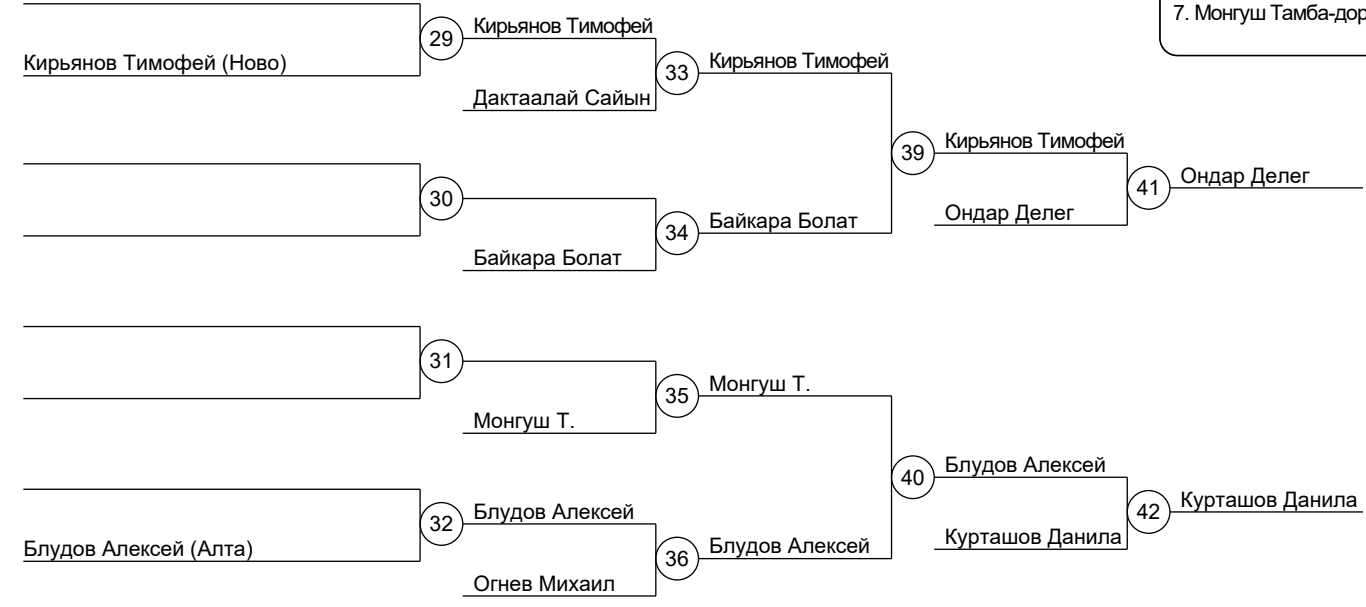 7. Монгуш Тамба-дор
29
Кирьянов Тимофей
Кирьянов Тимофей (Ново)
33
Кирьянов Тимофей
Дактаалай Сайын
39
Кирьянов Тимофей
41
Ондар Делег
30
Ондар Делег
34
Байкара Болат
Байкара Болат
31
35
Монгуш Т.
Монгуш Т.
40
Блудов Алексей
32
Блудов Алексей
42
Курташов Данила
Курташов Данила
Блудов Алексей (Алта)
36
Блудов Алексей
Огнев Михаил